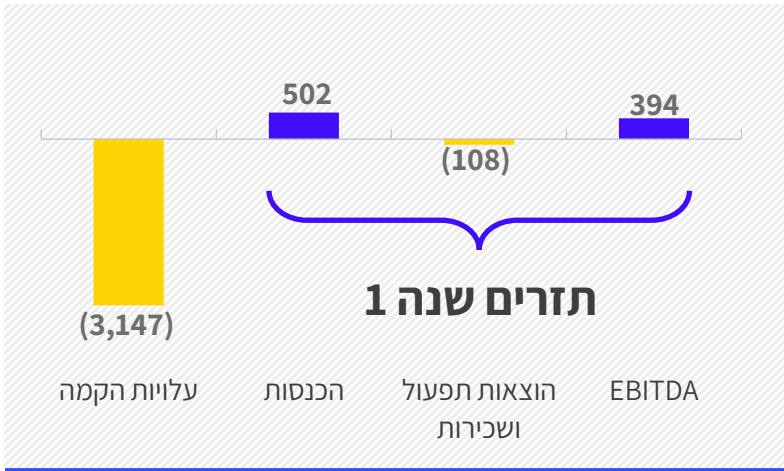 502
394
(108)
תזרים שנה 1
(3,147)
עלויות הקמה
הכנסות
הוצאות תפעול
ושכירות
EBITDA